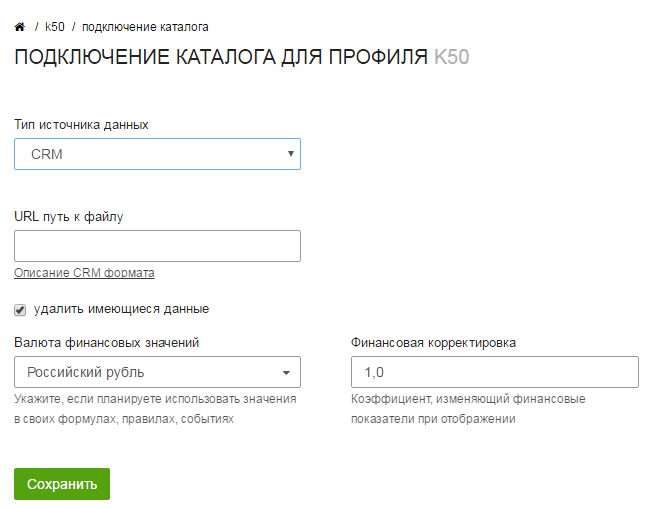 / k50 / подключение каталога
ПОДКЛЮЧЕНИЕ КАТАЛОГА ДЛЯ ПРОФИЛЯ K50
Тип источника данных
CRM
URL путь к файлу
Описание CRM формата
удалить имеющиеся данные
Валюта финансовых значений
Российский рубль
Укажите, если планируете использовать значения
в своих формулах, правилах, событиях
Финансовая корректировка
1,0
Коэффициент, изменяющий финансовые
показатели при отображении
Сохранить